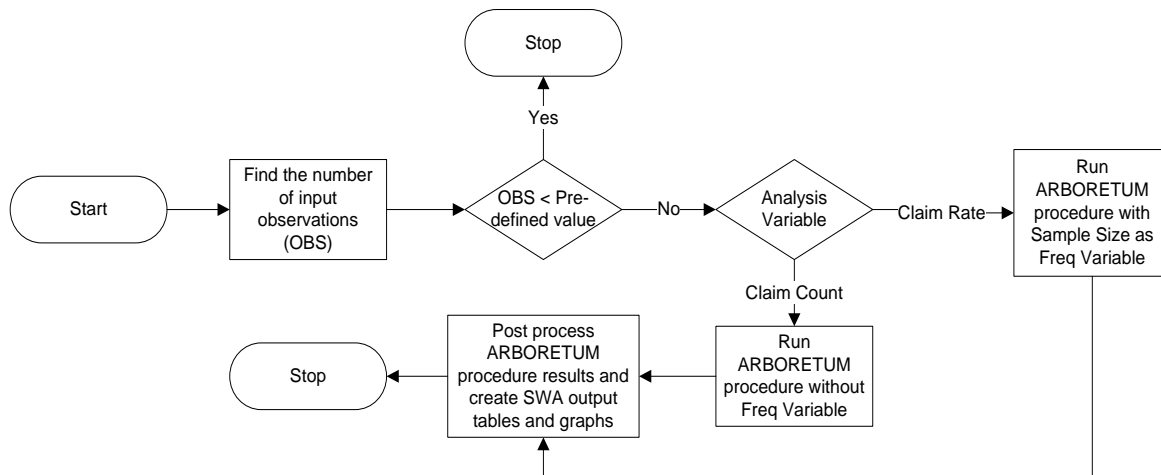 Stop
Yes
Start
Find the number
of input
observations
(OBS)
OBS < Pre-
defined value
No
Analysis
Variable
Claim Rate
Run
ARBORETUM
procedure with
Sample Size as
Freq Variable
Claim Count
Stop
Post process
ARBORETUM
procedure results and
create SWA output
tables and graphs
Run
ARBORETUM
procedure without
Freq Variable